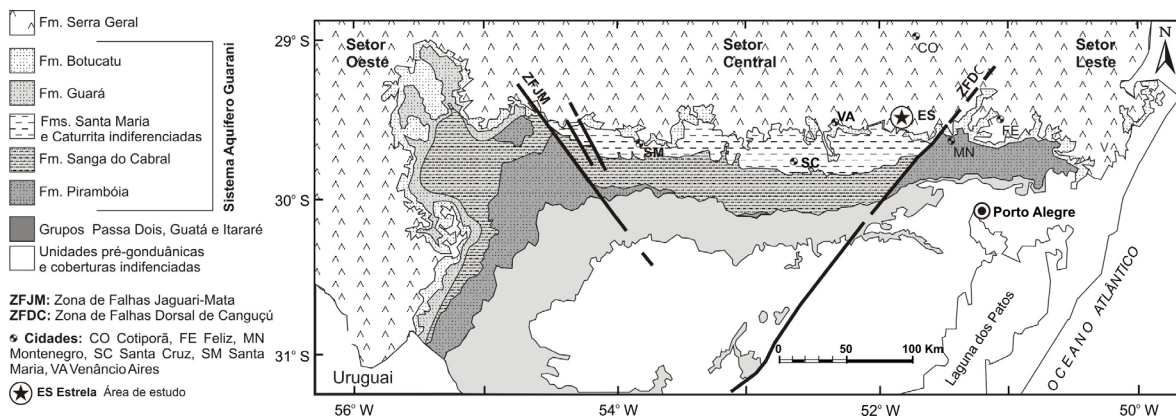 Fm. Serra Geral
Fm. Botucatu
Fm. Guará
Fms. Santa Maria
e Caturrita indiferenciadas
Fm. Sanga do Cabral
Fm. Pirambóia
Sistema Aquífero Guarani
Grupos Passa Dois, Guatá e Itararé
Unidades pré-gonduânicas
e coberturas indifenciadas
ZFJM: Zona de Falhas Jaguari-Mata
ZFDC: Zona de Falhas Dorsal de Canguçú
Cidades: CO Cotiporã, FE Feliz, MN
Montenegro, SC Santa Cruz, SM Santa
Maria, VA Venâncio Aires
ES Estrela Área de estudo
29° S
30° S
31° S
Setor
Oeste
Setor
Central
Setor
Leste
N
CO
ZFJM
ZFDC
VA
ES
FE
SM
SC
MN
Porto Alegre
OCEANO ATLÂNTICO
Laguna dos Patos
0 50 100 Km
Uruguai
56° W
54° W
52° W
50° W